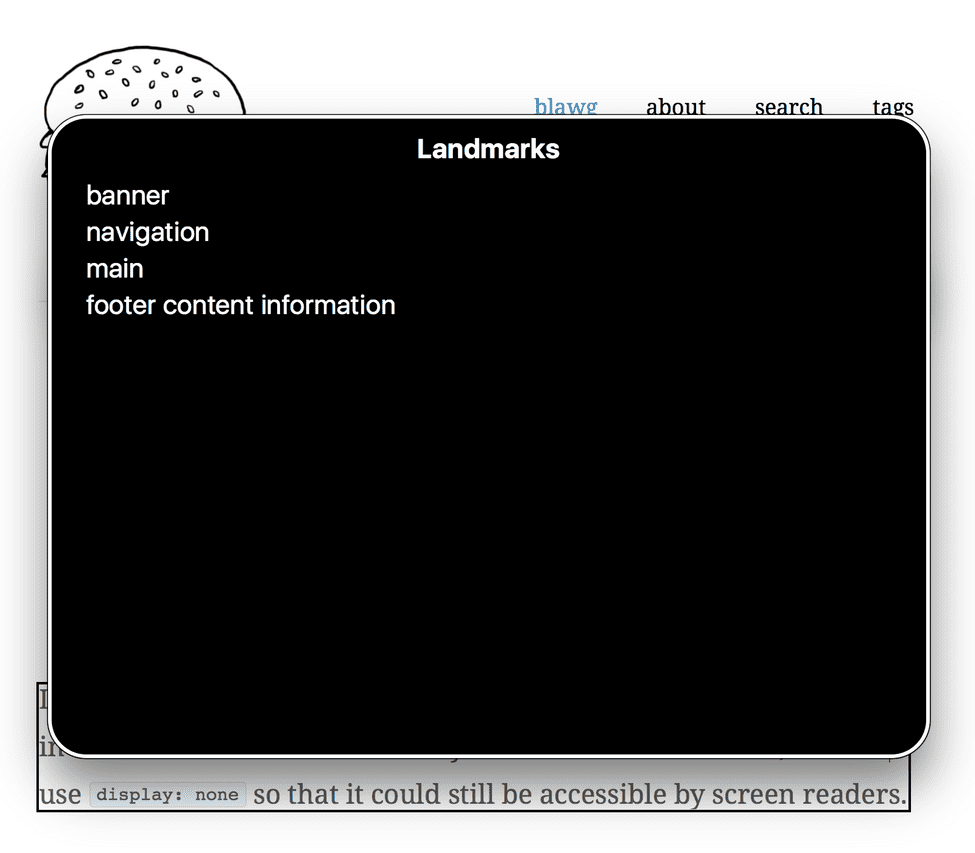 blawg about search tags
Landmarks
banner
navigation
main
footer content information
in
use display: none so that it could still be accessible by screen readers.